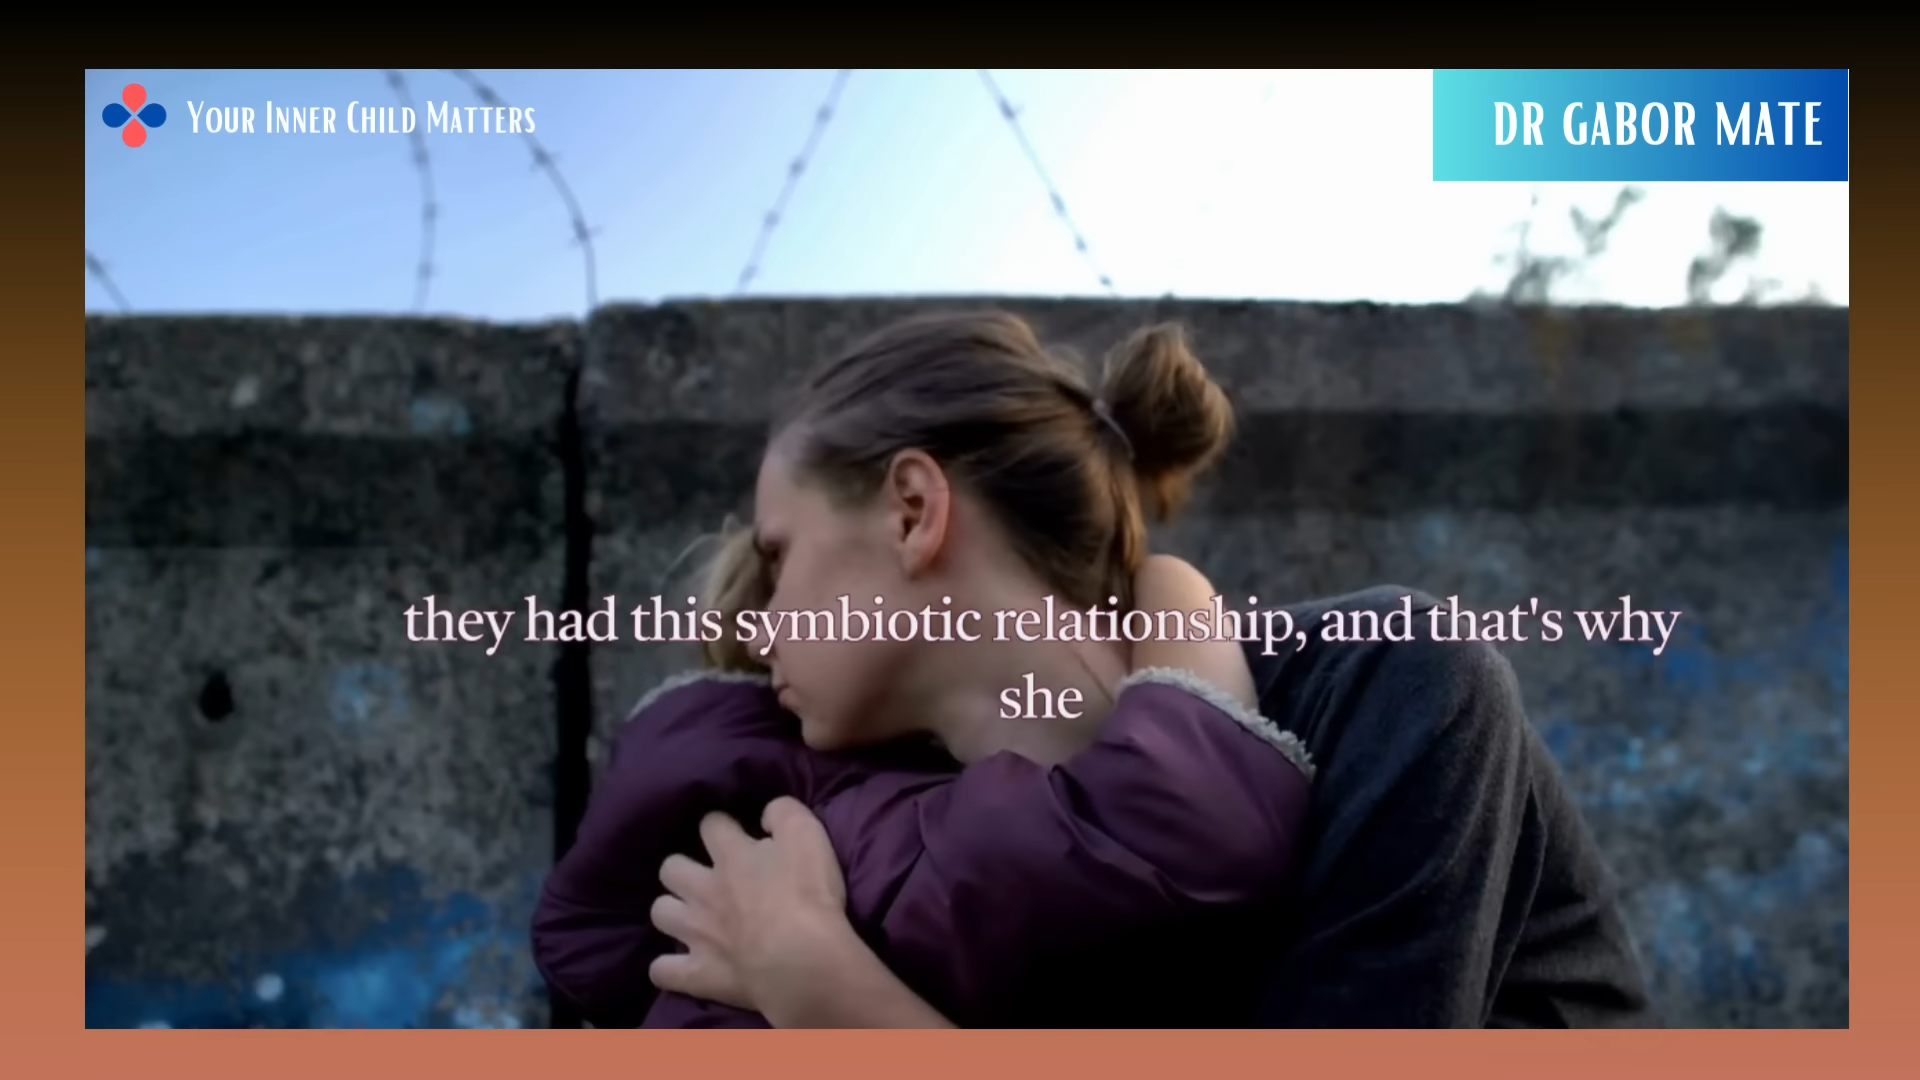 Your Inner Child Matters
DR GABOR MATE
they had this symbiotic relationship, and that's why
she